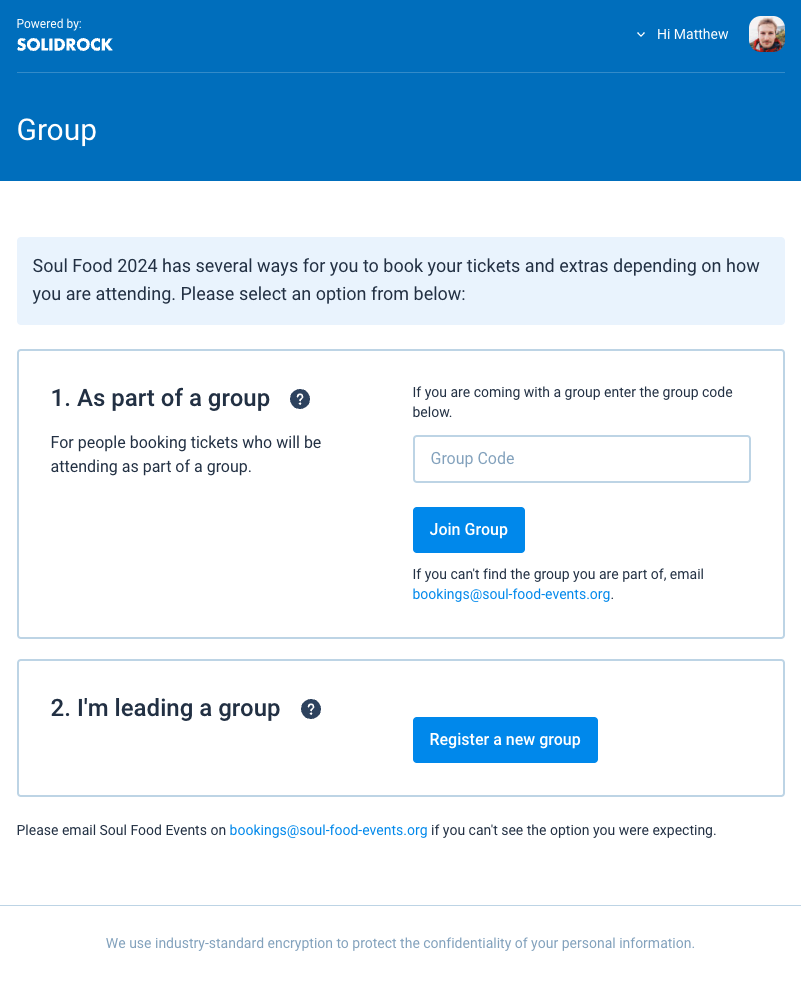 Powered by:
SOLIDROCK
Hi Matthew
Group
Soul Food 2024 has several ways for you to book your tickets and extras depending on how
you are attending. Please select an option from below:
1. As part of a group ?
For people booking tickets who will be
attending as part of a group.
If you are coming with a group enter the group code
below.
Group Code
Join Group
If you can't find the group you are part of, email
bookings@soul-food-events.org.
2. I'm leading a group ?
Register a new group
Please email Soul Food Events on bookings@soul-food-events.org if you can't see the option you were expecting.
We use industry-standard encryption to protect the confidentiality of your personal information.